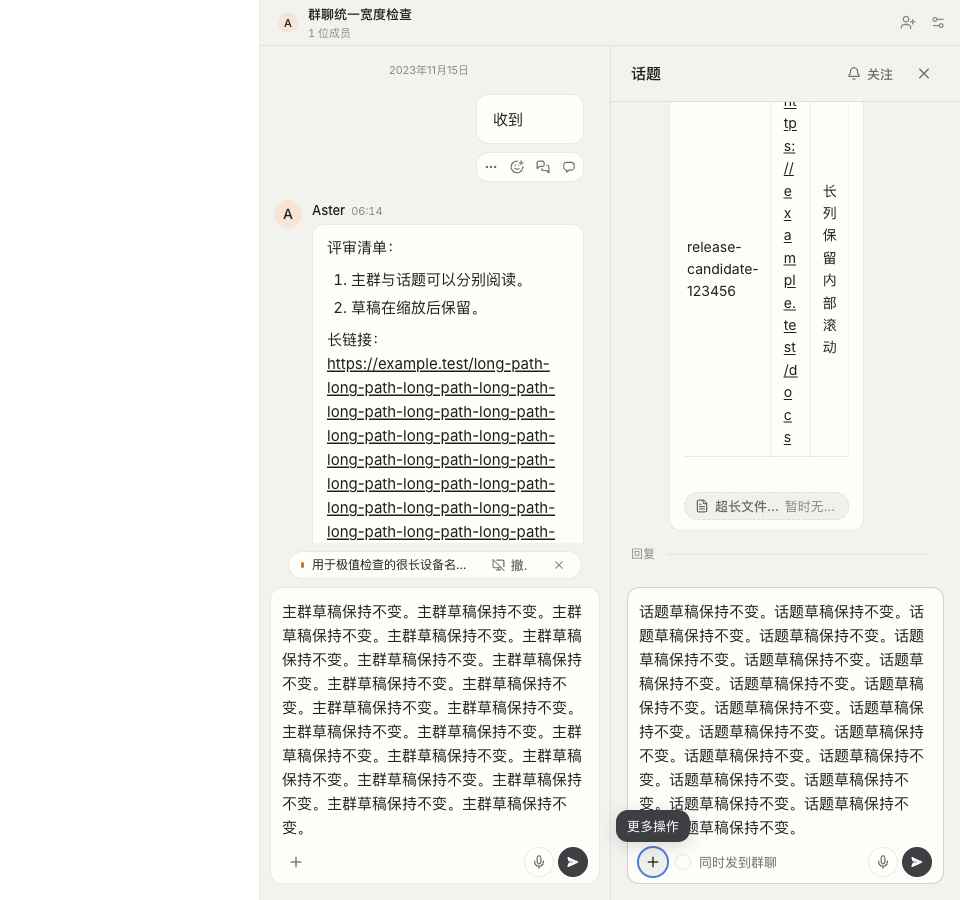 A
群聊统一宽度检查
1 位成员
2023年11月15日
收到
A
Aster 06:14
评审清单：
1. 主群与话题可以分别阅读。
2. 草稿在缩放后保留。
长链接：
https://example.test/long-path-
long-path-long-path-long-path-
long-path-long-path-long-path-
long-path-long-path-long-path-
long-path-long-path-long-path-
long-path-long-path-long-path-
long-path-long-path-long-path-
long-path-long-path-long-path-
用于极值检查的很长设备名... 撤.
主群草稿保持不变。主群草稿保持不变。主群
草稿保持不变。主群草稿保持不变。主群草稿
保持不变。主群草稿保持不变。主群草稿保持
不变。主群草稿保持不变。主群草稿保持不
变。主群草稿保持不变。主群草稿保持不变。
主群草稿保持不变。主群草稿保持不变。主群
草稿保持不变。主群草稿保持不变。主群草稿
保持不变。主群草稿保持不变。主群草稿保持
不变。主群草稿保持不变。主群草稿保持不
变。
话题
关注
release-
candidate-
123456
ht
tp
s:
//
e
x
a
m
pl
e.
te
st
/d
o
c
s
长
列
保
留
内
部
滚
动
超长文件... 暂时无...
回复
话题草稿保持不变。话题草稿保持不变。话
题草稿保持不变。话题草稿保持不变。话题
草稿保持不变。话题草稿保持不变。话题草
稿保持不变。话题草稿保持不变。话题草稿
保持不变。话题草稿保持不变。话题草稿保
持不变。话题草稿保持不变。话题草稿保持
不变。话题草稿保持不变。话题草稿保持不
变。话题草稿保持不变。话题草稿保持不
变。话题草稿保持不变。话题草稿保持不
题草稿保持不变。
更多操作
同时发到群聊